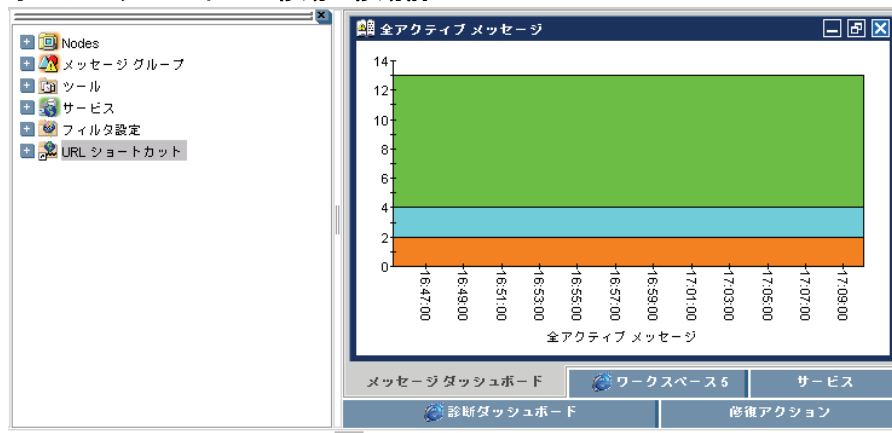 Nodes
メッセージ グループ
ツール
サービス
フィルタ設定
URL ショートカット
全アクティブ メッセージ
14
12
10
8
6
4
2
0
16:47:00
16:49:00
16:51:00
16:53:00
16:55:00
16:57:00
16:59:00
17:01:00
17:03:00
17:05:00
17:07:00
17:09:00
全アクティブ メッセージ
メッセージ ダッシュボード
ワークスペース 5
サービス
診断ダッシュボード
修復アクション